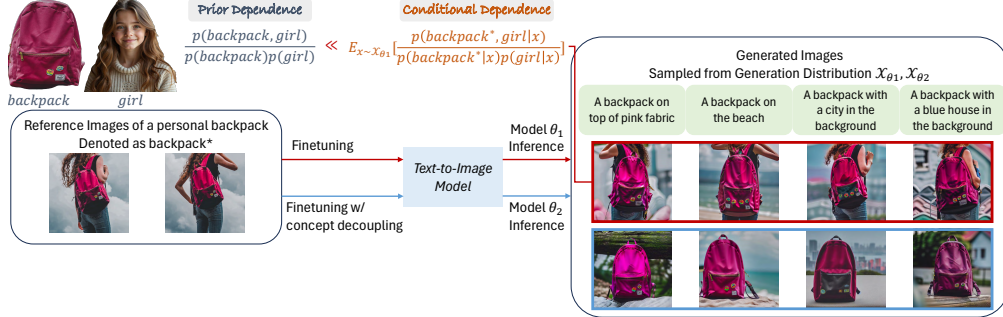 Prior Dependence
Conditional Dependence
p(backpack, girl)
p(backpack)p(girl)
≪
E_{x∼𝒳_{θ1}}[p(backpack*, girl|x)
p(backpack*|x)p(girl|x)]
backpack
girl
Reference Images of a personal backpack
Denoted as backpack*
Finetuning
Finetuning w/
concept decoupling
Text-to-Image
Model
Model θ₁
Inference
Model θ₂
Inference
Generated Images
Sampled from Generation Distribution 𝒳_{θ1}, 𝒳_{θ2}
A backpack on
top of pink fabric
A backpack on
the beach
A backpack with
a city in the
background
A backpack with
a blue house in
the background